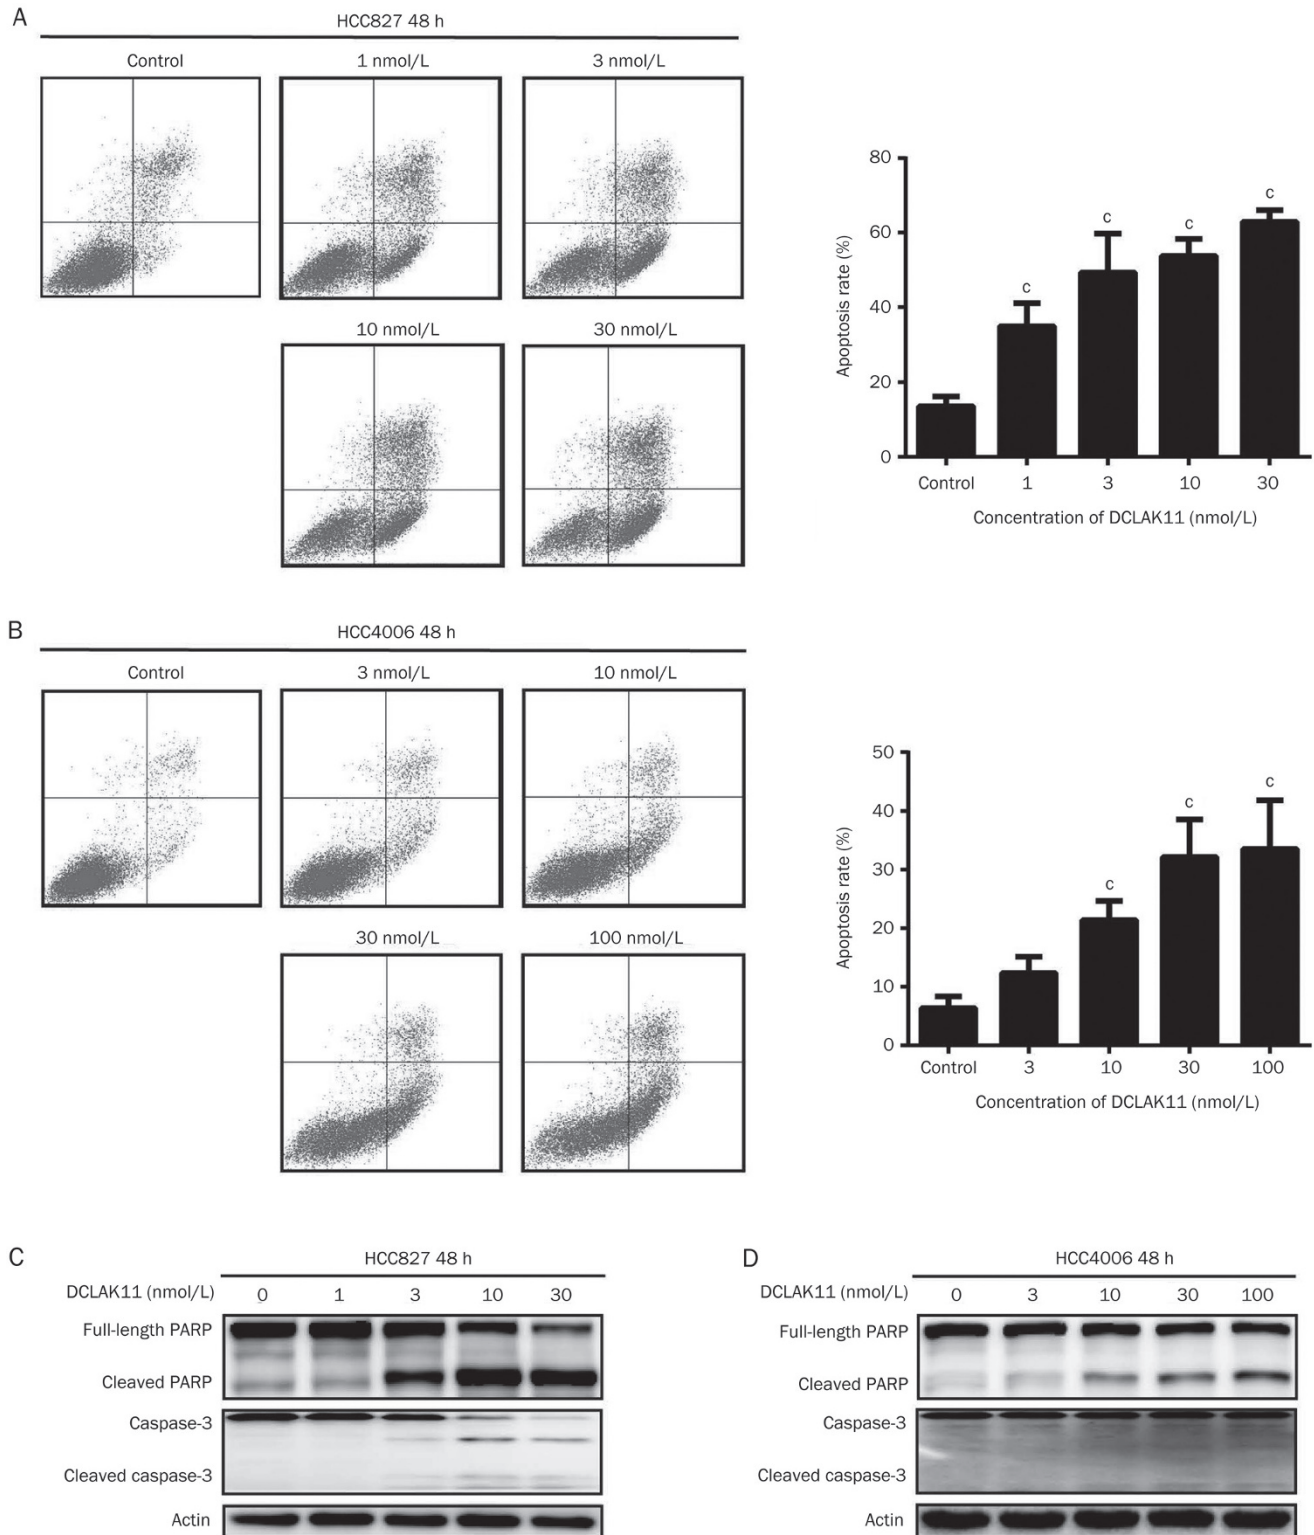 A
HCC827 48 h
Control
1 nmol/L
3 nmol/L
10 nmol/L
30 nmol/L
Apoptosis rate (%)
80
60
40
20
0
c
c
c
c
Control 1 3 10 30
Concentration of DCLAK11 (nmol/L)
B
HCC4006 48 h
Control
3 nmol/L
10 nmol/L
30 nmol/L
100 nmol/L
Apoptosis rate (%)
50
40
30
20
10
0
c
c
c
Control 3 10 30 100
Concentration of DCLAK11 (nmol/L)
C
HCC827 48 h
DCLAK11 (nmol/L) 0 1 3 10 30
Full-length PARP
Cleaved PARP
Caspase-3
Cleaved caspase-3
Actin
D
HCC4006 48 h
DCLAK11 (nmol/L) 0 3 10 30 100
Full-length PARP
Cleaved PARP
Caspase-3
Cleaved caspase-3
Actin